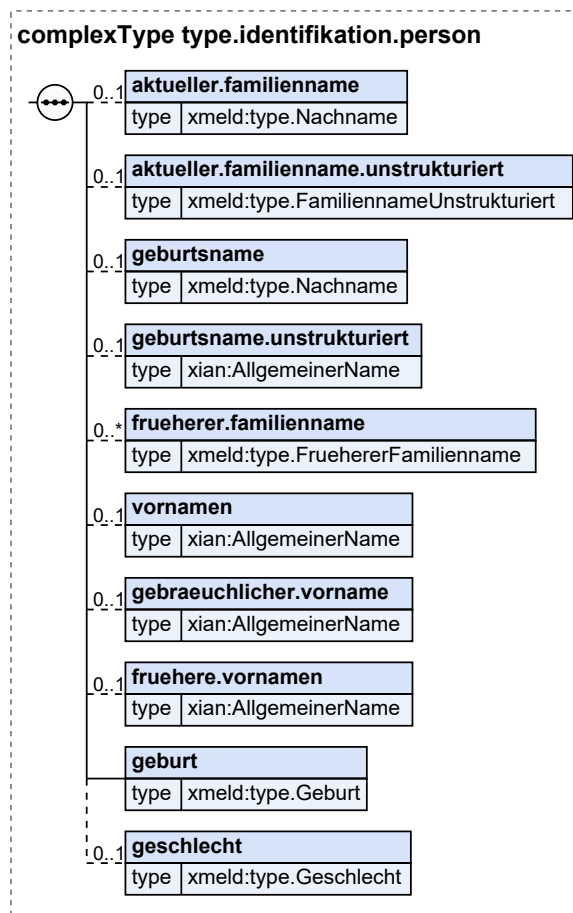 complexType type.identifikation.person
0..1 aktueller.familienname
type xmeld:type.Nachname
0..1 aktueller.familienname.unstrukturiert
type xmeld:type.FamiliennameUnstrukturiert
0..1 geburtsname
type xmeld:type.Nachname
0..1 geburtsname.unstrukturiert
type xian:AllgemeinerName
0..* frueherer.familienname
type xmeld:type.FruehererFamilienname
0..1 vornamen
type xian:AllgemeinerName
0..1 gebraeuchlicher.vorname
type xian:AllgemeinerName
0..1 fruehere.vornamen
type xian:AllgemeinerName
geburt
type xmeld:type.Geburt
0..1 geschlecht
type xmeld:type.Geschlecht